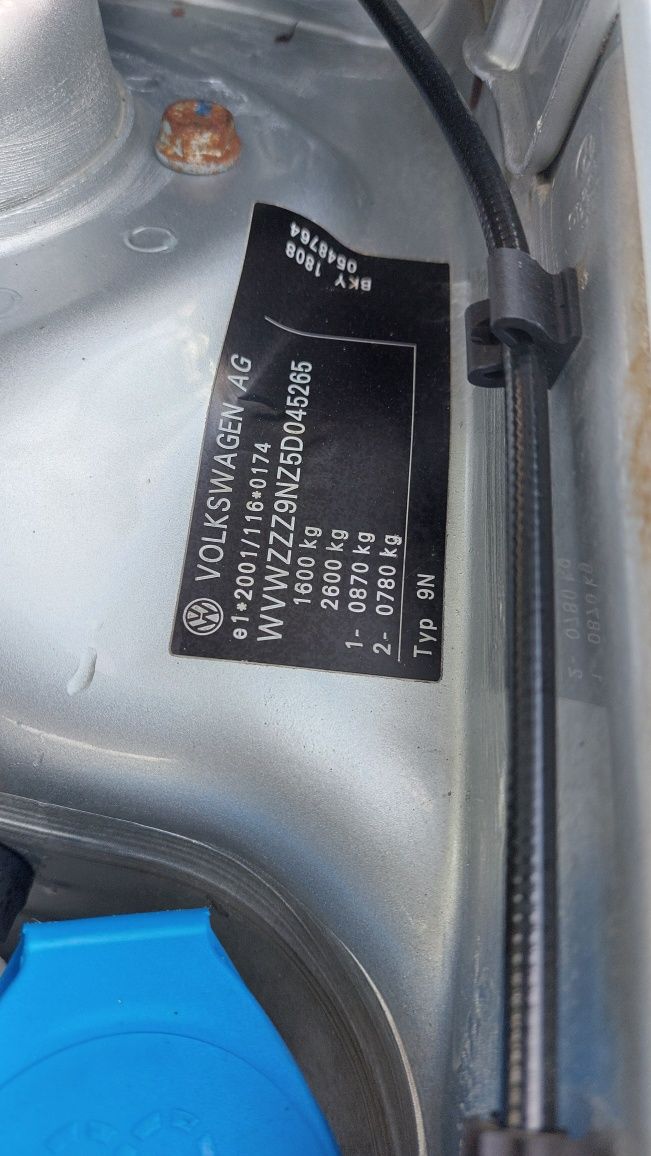 BKY 1808
0548764
VOLKSWAGEN AG
e1*2001/116*0174
WVWZZZ9NZ5D045265
1600 kg
2600 kg
1- 0870 kg
2- 0780 kg
Typ 9N